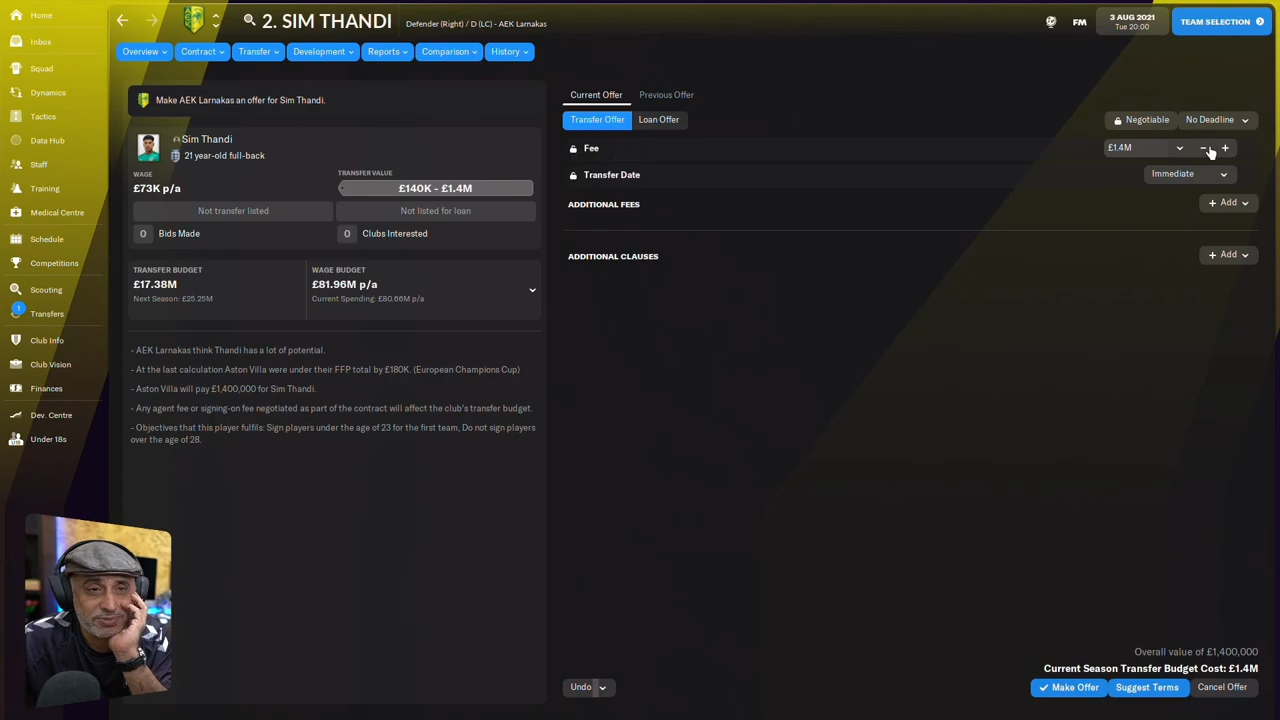 Home
Inbox
Squad
Dynamics
Tactics
Data Hub
Staff
Training
Medical Centre
Schedule
Competitions
Scouting
1
Transfers
Club Info
Club Vision
Finances
Dev. Centre
U18
Under 18s
2. SIM THANDI
Defender (Right) / D (LC) - AEK Larnakas
FM
3 AUG 2021
Tue 20:00
TEAM SELECTION
Overview
Contract
Transfer
Development
Reports
Comparison
History
Make AEK Larnakas an offer for Sim Thandi.
Sim Thandi
21 year-old full-back
WAGE
£73K p/a
TRANSFER VALUE
£140K - £1.4M
Not transfer listed
Not listed for loan
0 Bids Made
0 Clubs Interested
TRANSFER BUDGET
£17.38M
Next Season: £25.25M
WAGE BUDGET
£81.96M p/a
Current Spending: £80.66M p/a
- AEK Larnakas think Thandi has a lot of potential.
- At the last calculation Aston Villa were under their FFP total by £180K. (European Champions Cup)
- Aston Villa will pay £1,400,000 for Sim Thandi.
- Any agent fee or signing-on fee negotiated as part of the contract will affect the club's transfer budget.
- Objectives that this player fulfils: Sign players under the age of 23 for the first team, Do not sign players
over the age of 28.
Current Offer
Previous Offer
Transfer Offer
Loan Offer
Negotiable
No Deadline
Fee
£1.4M
- +
Transfer Date
Immediate
ADDITIONAL FEES
+ Add
ADDITIONAL CLAUSES
+ Add
Overall value of £1,400,000
Current Season Transfer Budget Cost: £1.4M
Undo
Make Offer
Suggest Terms
Cancel Offer